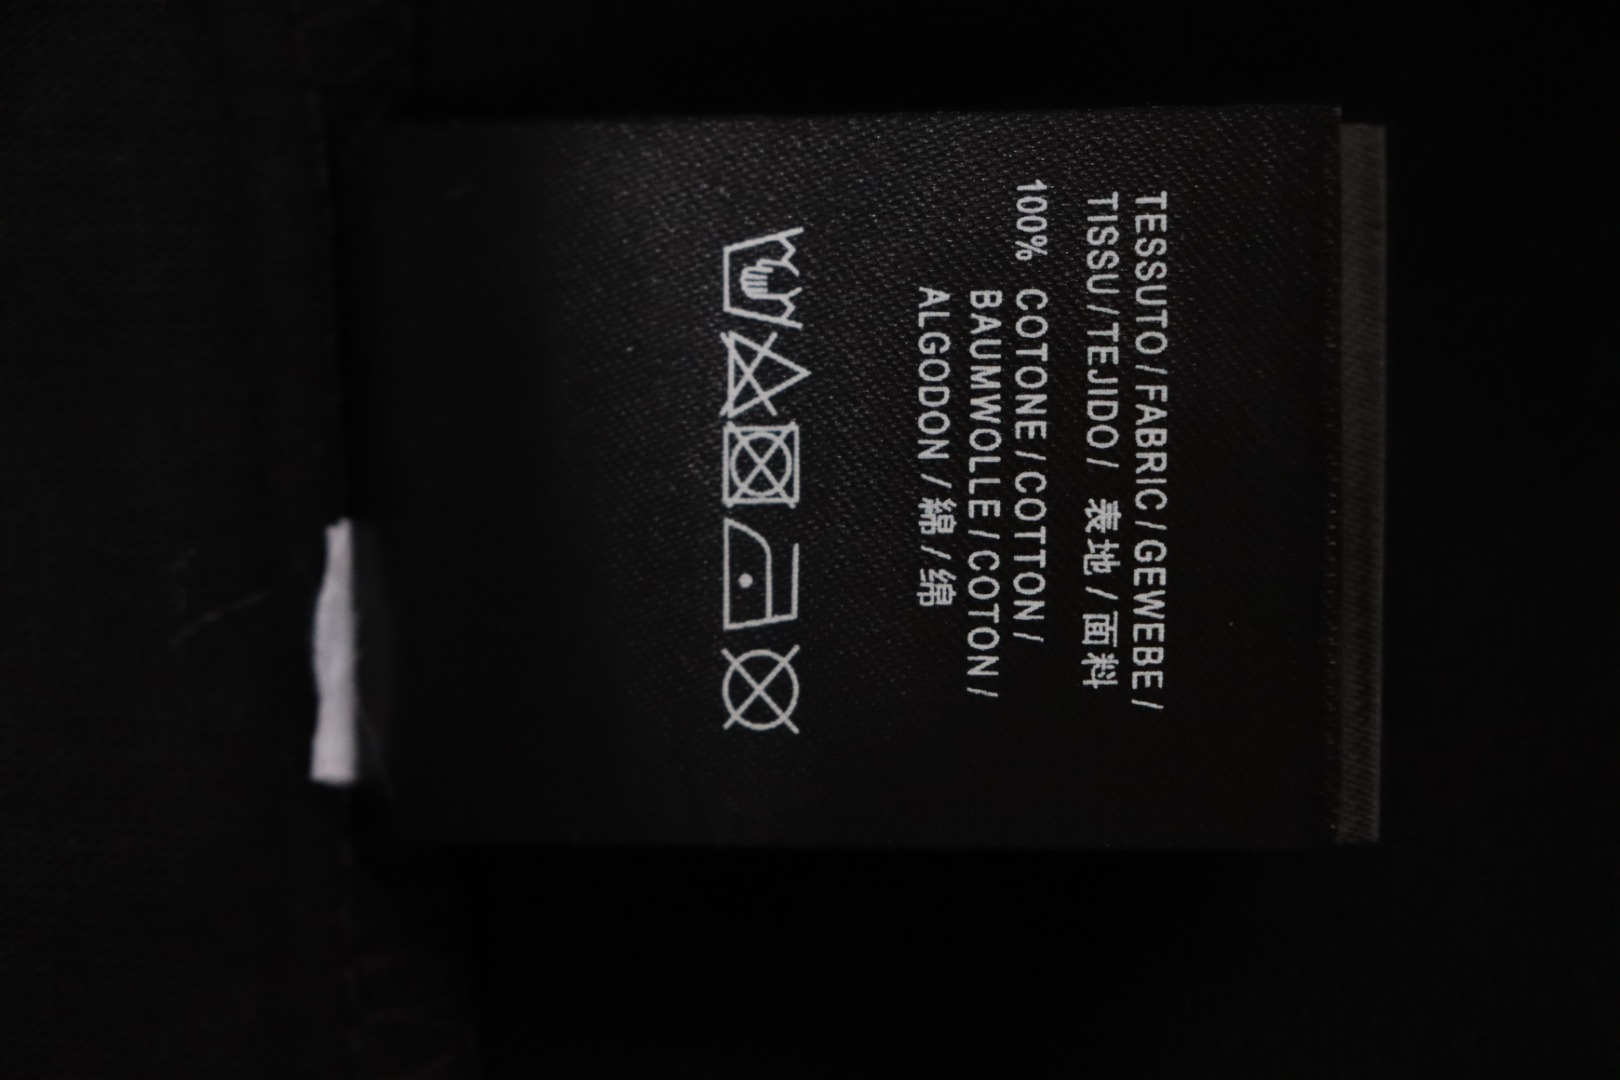 TESSUTO/FABRIC/GEWEBE/
TISSU/TEJIDO/ 表地/面料
100% COTONE/COTTON/
BAUMWOLLE/COTON/
ALGODON/綿/绵